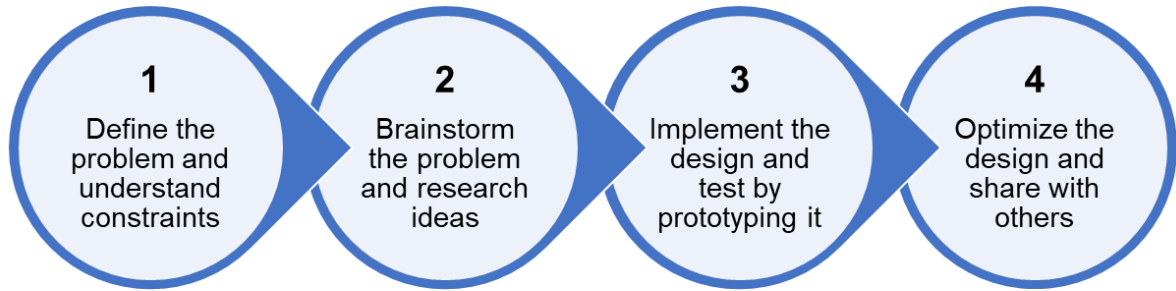 1
Define the
problem and
understand
constraints
2
Brainstorm
the problem
and research
ideas
3
Implement the
design and
test by
prototyping it
4
Optimize the
design and
share with
others